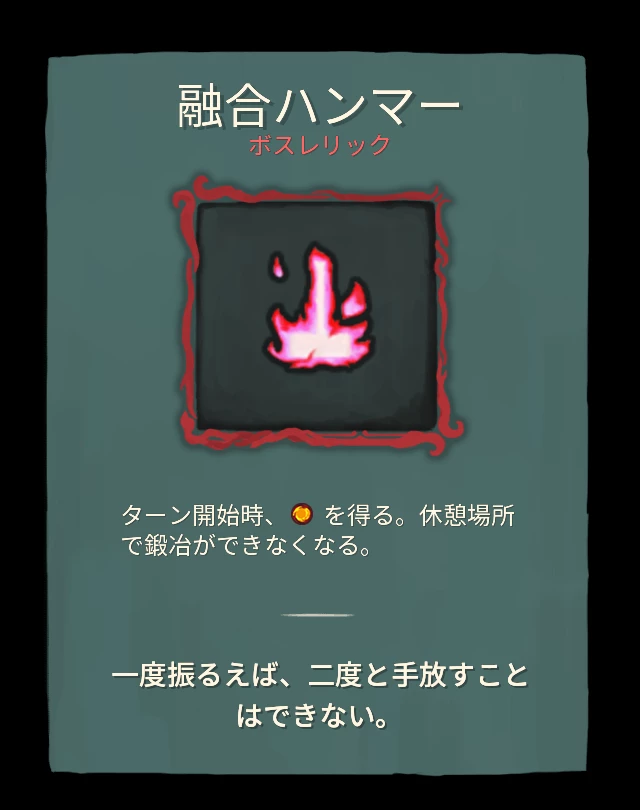 融合ハンマー
ボスレリック
ターン開始時、 を得る。休憩場所
で鍛冶ができなくなる。
一度振るえば、二度と手放すこと
はできない。